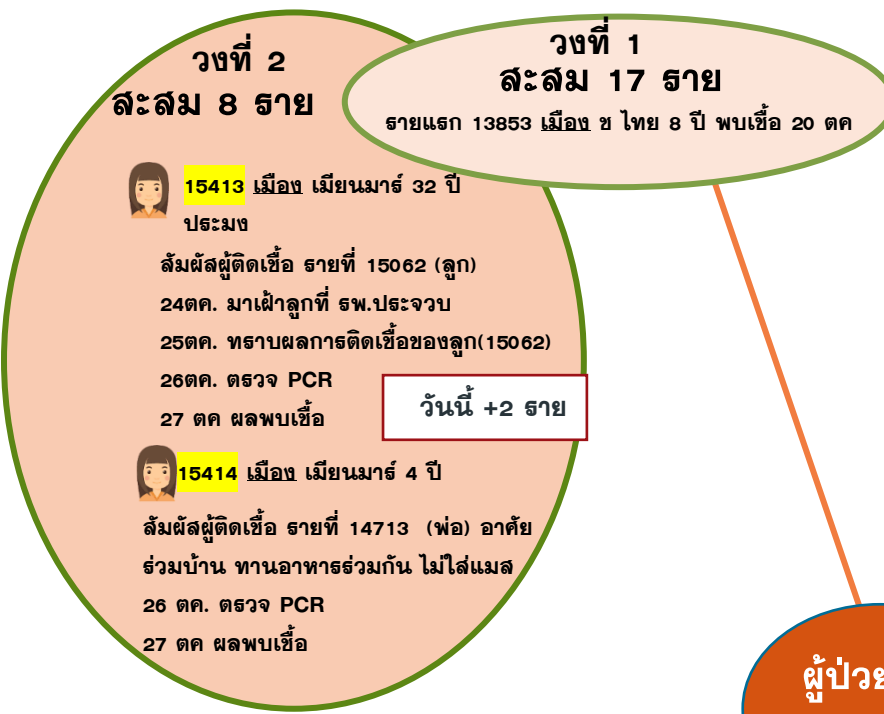 วงที่ 2
สะสม 8 ราย
วงที่ 1
สะสม 17 ราย
รายแรก 13853 เมือง ช ไทย 8 ปี พบเชื้อ 20 ตค
15413 เมือง เมียนมาร์ 32 ปี
ประมง
สัมผัสผู้ติดเชื้อ รายที่ 15062 (ลูก)
24ตค. มาเฝ้าลูกที่ รพ.ประจวบ
25ตค. ทราบผลการติดเชื้อของลูก(15062)
26ตค. ตรวจ PCR
27 ตค ผลพบเชื้อ
วันนี้ +2 ราย
15414 เมือง เมียนมาร์ 4 ปี
สัมผัสผู้ติดเชื้อ รายที่ 14713 (พ่อ) อาศัย
ร่วมบ้าน ทานอาหารร่วมกัน ไม่ใส่แมส
26 ตค. ตรวจ PCR
27 ตค ผลพบเชื้อ